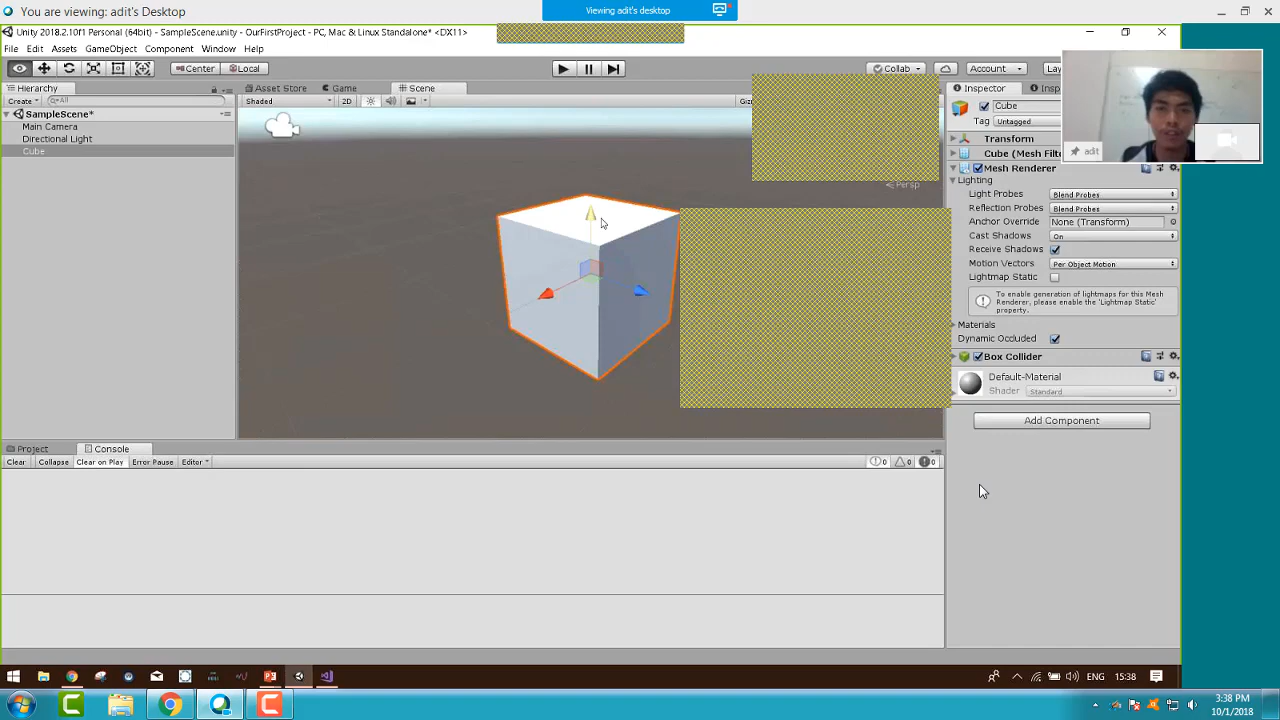 You are viewing: adit's Desktop
Viewing adit's desktop
Unity 2018.2.10f1 Personal (64bit) - SampleScene.unity - OurFirstProject - PC, Mac & Linux Standalone* <DX11>
File Edit Assets GameObject Component Window Help
Center Local Collab Account
Hierarchy Asset Store Game Scene Inspector
Create All Shaded 2D
SampleScene*
Main Camera
Directional Light
Cube
Persp
Cube
Tag Untagged
Transform
Mesh Renderer
Lighting
Light Probes Blend Probes
Reflection Probes Blend Probes
Anchor Override None (Transform)
Cast Shadows On
Receive Shadows
Motion Vectors Per Object Motion
Lightmap Static
To enable generation of lightmaps for this Mesh
Renderer, please enable the 'Lightmap Static'
property.
Materials
Dynamic Occluded
Box Collider
Default-Material
Shader Standard
Add Component
adit
Project Console
Clear Collapse Clear on Play Error Pause Editor 0 0 0
ENG 15:38
3:38 PM
10/1/2018